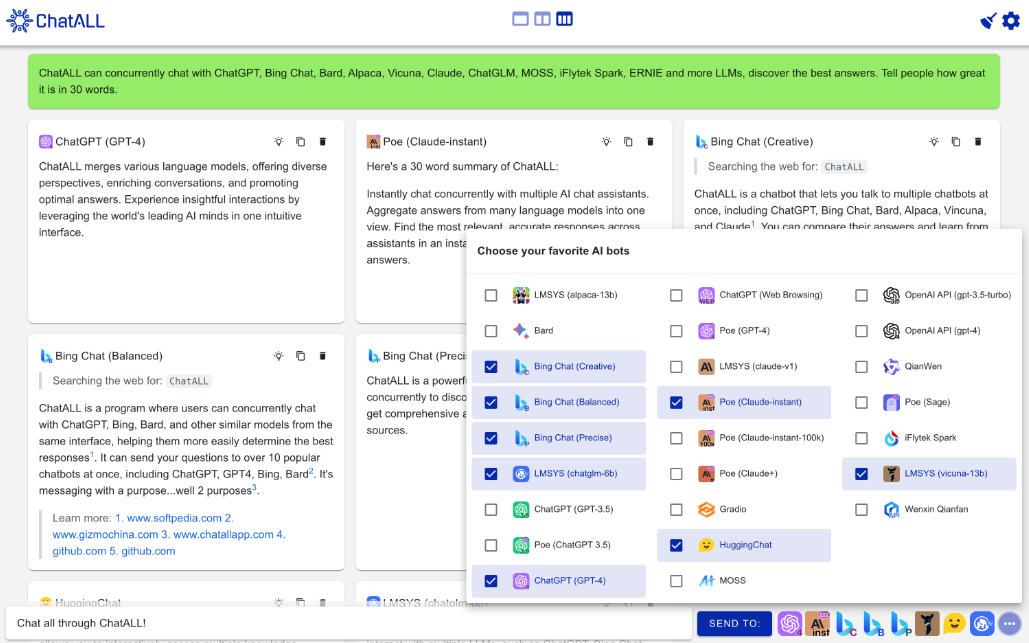 ChatALL
ChatALL can concurrently chat with ChatGPT, Bing Chat, Bard, Alpaca, Vicuna, Claude, ChatGLM, MOSS, iFlytek Spark, ERNIE and more LLMs, discover the best answers. Tell people how great
it is in 30 words.
ChatGPT (GPT-4)
ChatALL merges various language models, offering diverse
perspectives, enriching conversations, and promoting
optimal answers. Experience insightful interactions by
leveraging the world's leading AI minds in one intuitive
interface.
Poe (Claude-instant)
Here's a 30 word summary of ChatALL:
Instantly chat concurrently with multiple AI chat assistants.
Aggregate answers from many language models into one
view. Find the most relevant, accurate responses across
assistants in an insta
answers.
Bing Chat (Creative)
Searching the web for: ChatALL
ChatALL is a chatbot that lets you talk to multiple chatbots at
once, including ChatGPT, Bing Chat, Bard, Alpaca, Vincuna,
and Claude1. You can compare their answers and learn from
Bing Chat (Balanced)
Searching the web for: ChatALL
ChatALL is a program where users can concurrently chat
with ChatGPT, Bing, Bard, and other similar models from the
same interface, helping them more easily determine the best
responses1. It can send your questions to over 10 popular
chatbots at once, including ChatGPT, GPT4, Bing, Bard2. It's
messaging with a purpose...well 2 purposes3.
Learn more: 1. www.softpedia.com 2.
www.gizmochina.com 3. www.chatallapp.com 4.
github.com 5. github.com
Bing Chat (Precis
ChatALL is a powerf
concurrently to disco
get comprehensive a
sources.
HuggingChat
LMSYS (chatglm-6b)
Choose your favorite AI bots
LMSYS (alpaca-13b)
ChatGPT (Web Browsing)
OpenAI API (gpt-3.5-turbo)
Bard
Poe (GPT-4)
OpenAI API (gpt-4)
Bing Chat (Creative)
LMSYS (claude-v1)
QianWen
Bing Chat (Balanced)
Poe (Claude-instant)
Poe (Sage)
Bing Chat (Precise)
Poe (Claude-instant-100k)
iFlytek Spark
LMSYS (chatglm-6b)
Poe (Claude+)
LMSYS (vicuna-13b)
ChatGPT (GPT-3.5)
Gradio
Wenxin Qianfan
Poe (ChatGPT 3.5)
HuggingChat
ChatGPT (GPT-4)
MOSS
Chat all through ChatALL!
SEND TO: